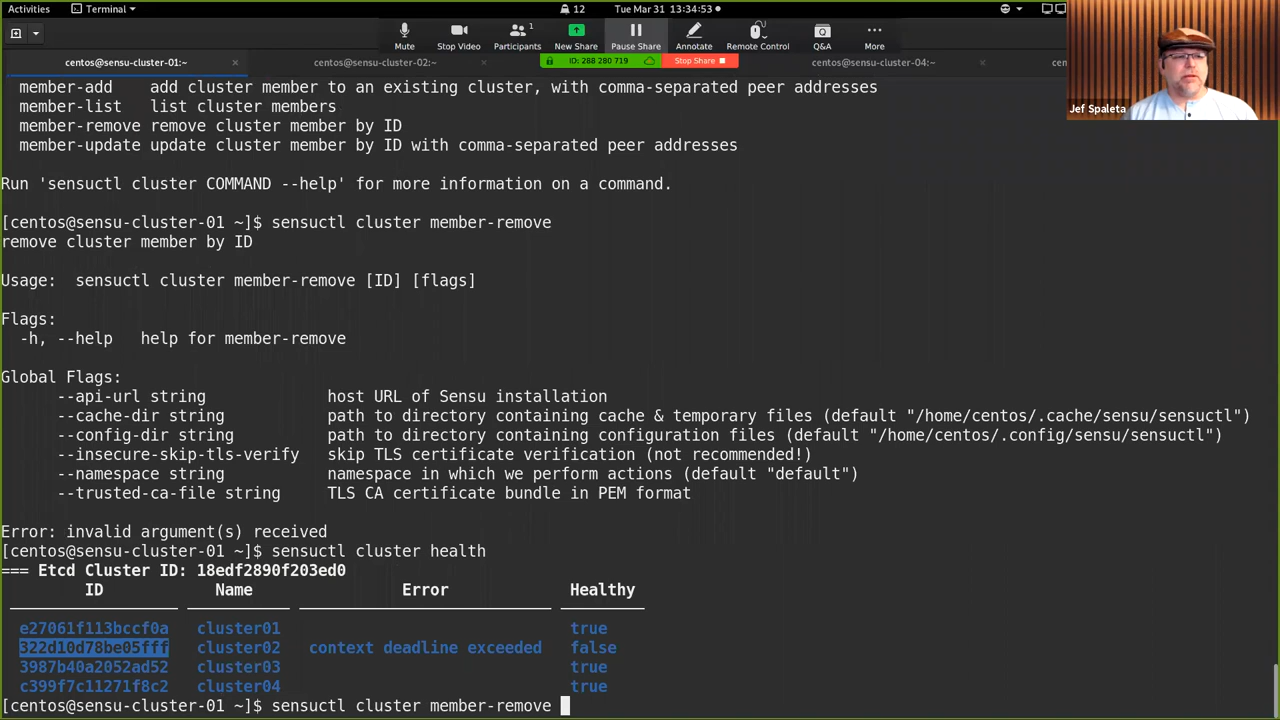 Activities Terminal 12 Tue Mar 31 13:34:53
1
Mute Stop Video Participants New Share Pause Share Annotate Remote Control Q&A More
centos@sensu-cluster-01:~ centos@sensu-cluster-02:~ ID: 288 280 719 Stop Share centos@sensu-cluster-04:~ ce
Jef Spaleta
member-add add cluster member to an existing cluster, with comma-separated peer addresses
member-list list cluster members
member-remove remove cluster member by ID
member-update update cluster member by ID with comma-separated peer addresses
Run 'sensuctl cluster COMMAND --help' for more information on a command.
[centos@sensu-cluster-01 ~]$ sensuctl cluster member-remove
remove cluster member by ID
Usage: sensuctl cluster member-remove [ID] [flags]
Flags:
-h, --help help for member-remove
Global Flags:
--api-url string host URL of Sensu installation
--cache-dir string path to directory containing cache & temporary files (default "/home/centos/.cache/sensu/sensuctl")
--config-dir string path to directory containing configuration files (default "/home/centos/.config/sensu/sensuctl")
--insecure-skip-tls-verify skip TLS certificate verification (not recommended!)
--namespace string namespace in which we perform actions (default "default")
--trusted-ca-file string TLS CA certificate bundle in PEM format
Error: invalid argument(s) received
[centos@sensu-cluster-01 ~]$ sensuctl cluster health
=== Etcd Cluster ID: 18edf2890f203ed0
ID Name Error Healthy
e27061f113bccf0a cluster01 true
322d10d78be05fff cluster02 context deadline exceeded false
3987b40a2052ad52 cluster03 true
c399f7c11271f8c2 cluster04 true
[centos@sensu-cluster-01 ~]$ sensuctl cluster member-remove